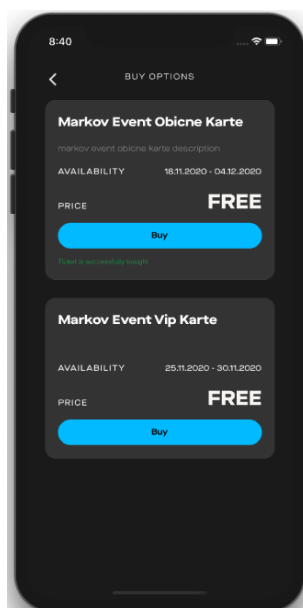 8:40
BUY OPTIONS
Markov Event Obicne Karte
markov event obicne karte description
AVAILABILITY 18.11.2020 - 04.12.2020
PRICE FREE
Buy
Ticket is successfully bought
Markov Event Vip Karte
AVAILABILITY 25.11.2020 - 30.11.2020
PRICE FREE
Buy